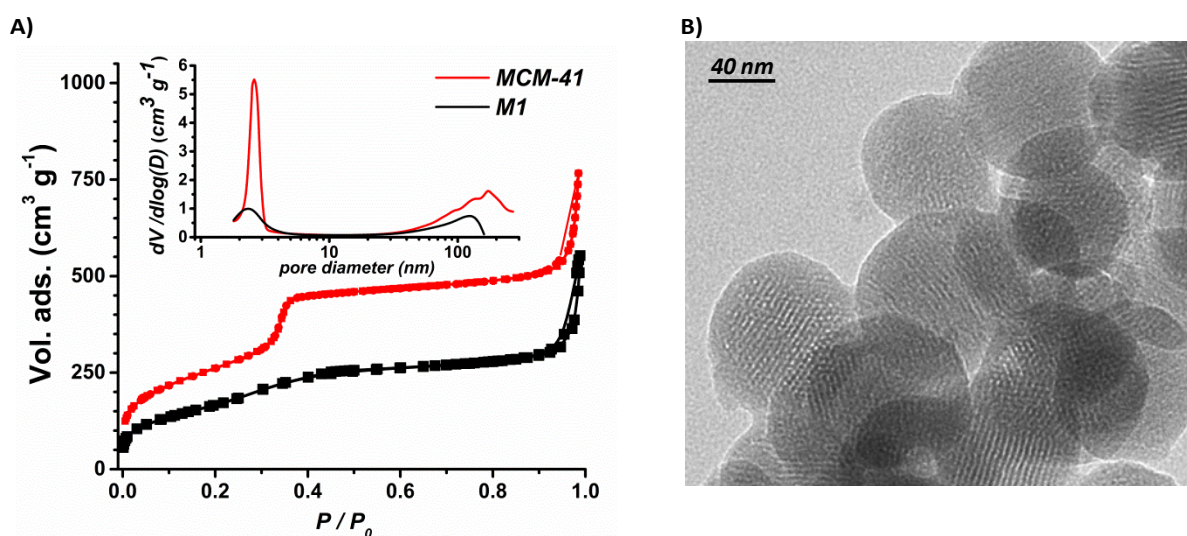 A)
B)
1000
750
500
250
0
Vol. ads. (cm³ g⁻¹)
0.0 0.2 0.4 0.6 0.8 1.0
P / P₀
6
5
4
3
2
1
0
dV/dlog(D) (cm³ g⁻¹)
1 10 100
pore diameter (nm)
MCM-41
M1
40 nm